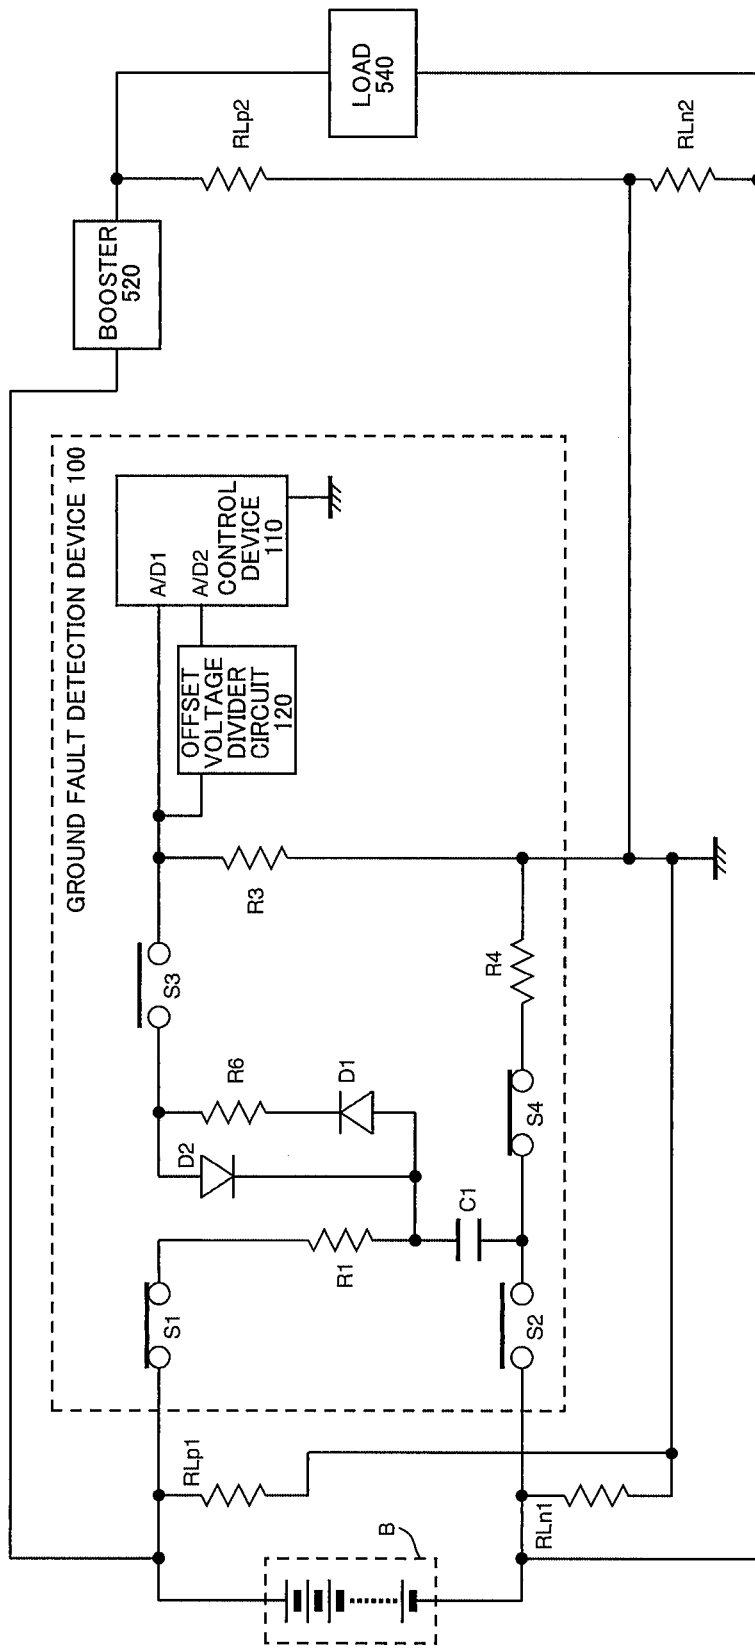 GROUND FAULT DETECTION DEVICE 100
BOOSTER
520
LOAD
540
RLp2
RLn2
A/D1
A/D2
CONTROL
DEVICE
110
OFFSET
VOLTAGE
DIVIDER
CIRCUIT
120
S3
R3
R6
D1
D2
R4
S4
C1
R1
S1
S2
RLp1
RLn1
B